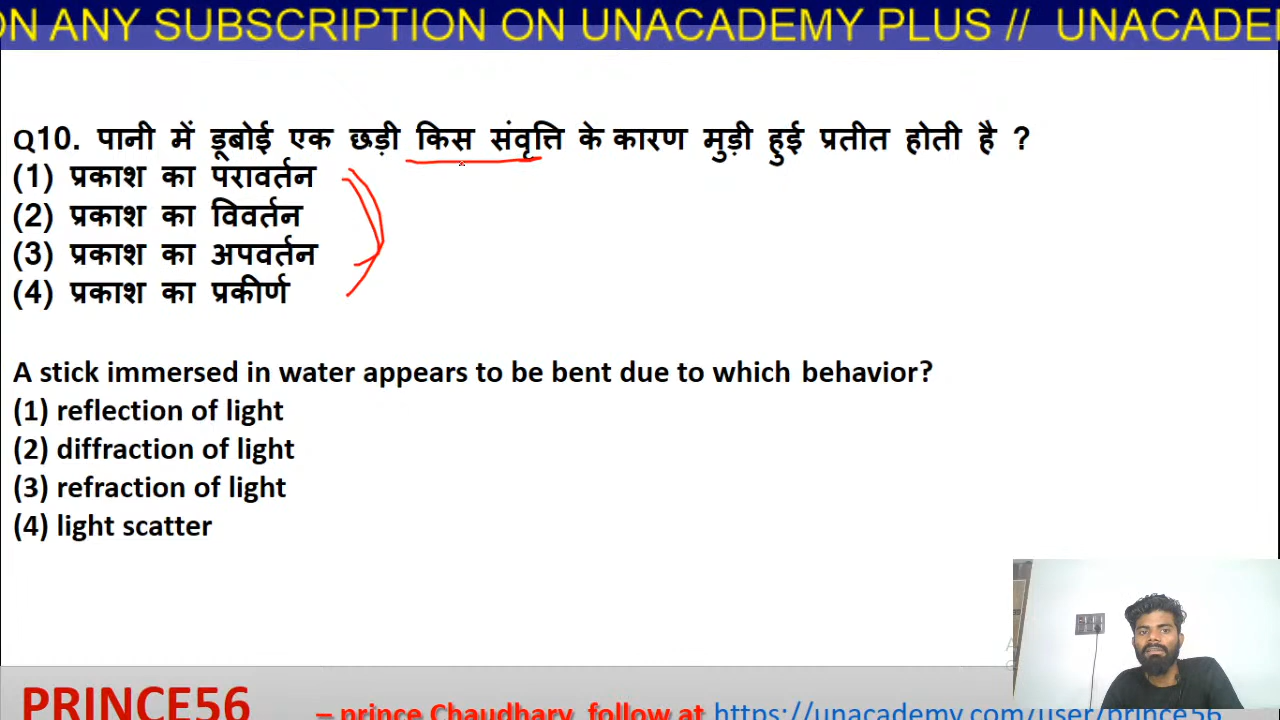 ON ANY SUBSCRIPTION ON UNACADEMY PLUS // UNACADE
Q10. पानी में डूबोई एक छड़ी किस संवृत्ति के कारण मुड़ी हुई प्रतीत होती है ?
(1) प्रकाश का परावर्तन
(2) प्रकाश का विवर्तन
(3) प्रकाश का अपवर्तन
(4) प्रकाश का प्रकीर्ण
A stick immersed in water appears to be bent due to which behavior?
(1) reflection of light
(2) diffraction of light
(3) refraction of light
(4) light scatter
PRINCE56 – prince Chaudhary follow at https://unacademy.com/user/prince56